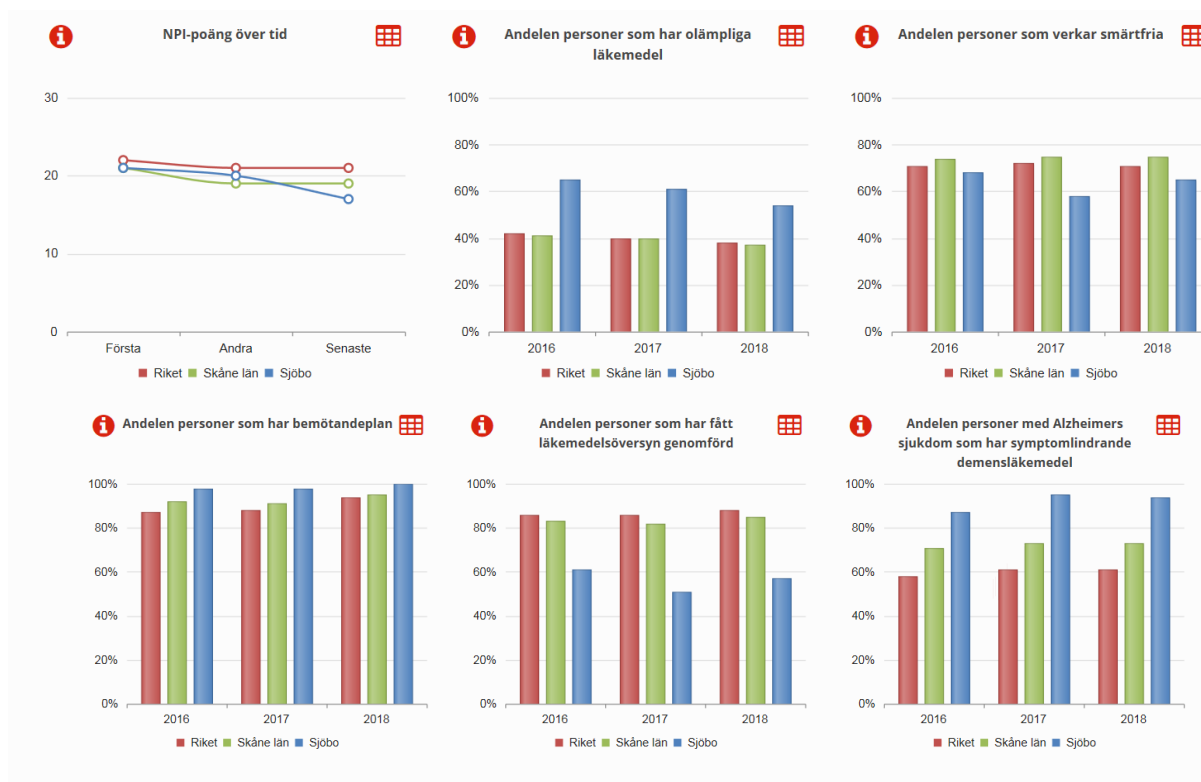 NPI-poäng över tid
30
20
10
0
Första Andra Senaste
Riket Skåne län Sjöbo
Andelen personer som har olämpliga
läkemedel
100%
80%
60%
40%
20%
0%
2016 2017 2018
Riket Skåne län Sjöbo
Andelen personer som verkar smärtfria
100%
80%
60%
40%
20%
0%
2016 2017 2018
Riket Skåne län Sjöbo
Andelen personer som har bemötandeplan
100%
80%
60%
40%
20%
0%
2016 2017 2018
Riket Skåne län Sjöbo
Andelen personer som har fått
läkemedelsöversyn genomförd
100%
80%
60%
40%
20%
0%
2016 2017 2018
Riket Skåne län Sjöbo
Andelen personer med Alzheimers
sjukdom som har symptomlindrande
demensläkemedel
100%
80%
60%
40%
20%
0%
2016 2017 2018
Riket Skåne län Sjöbo